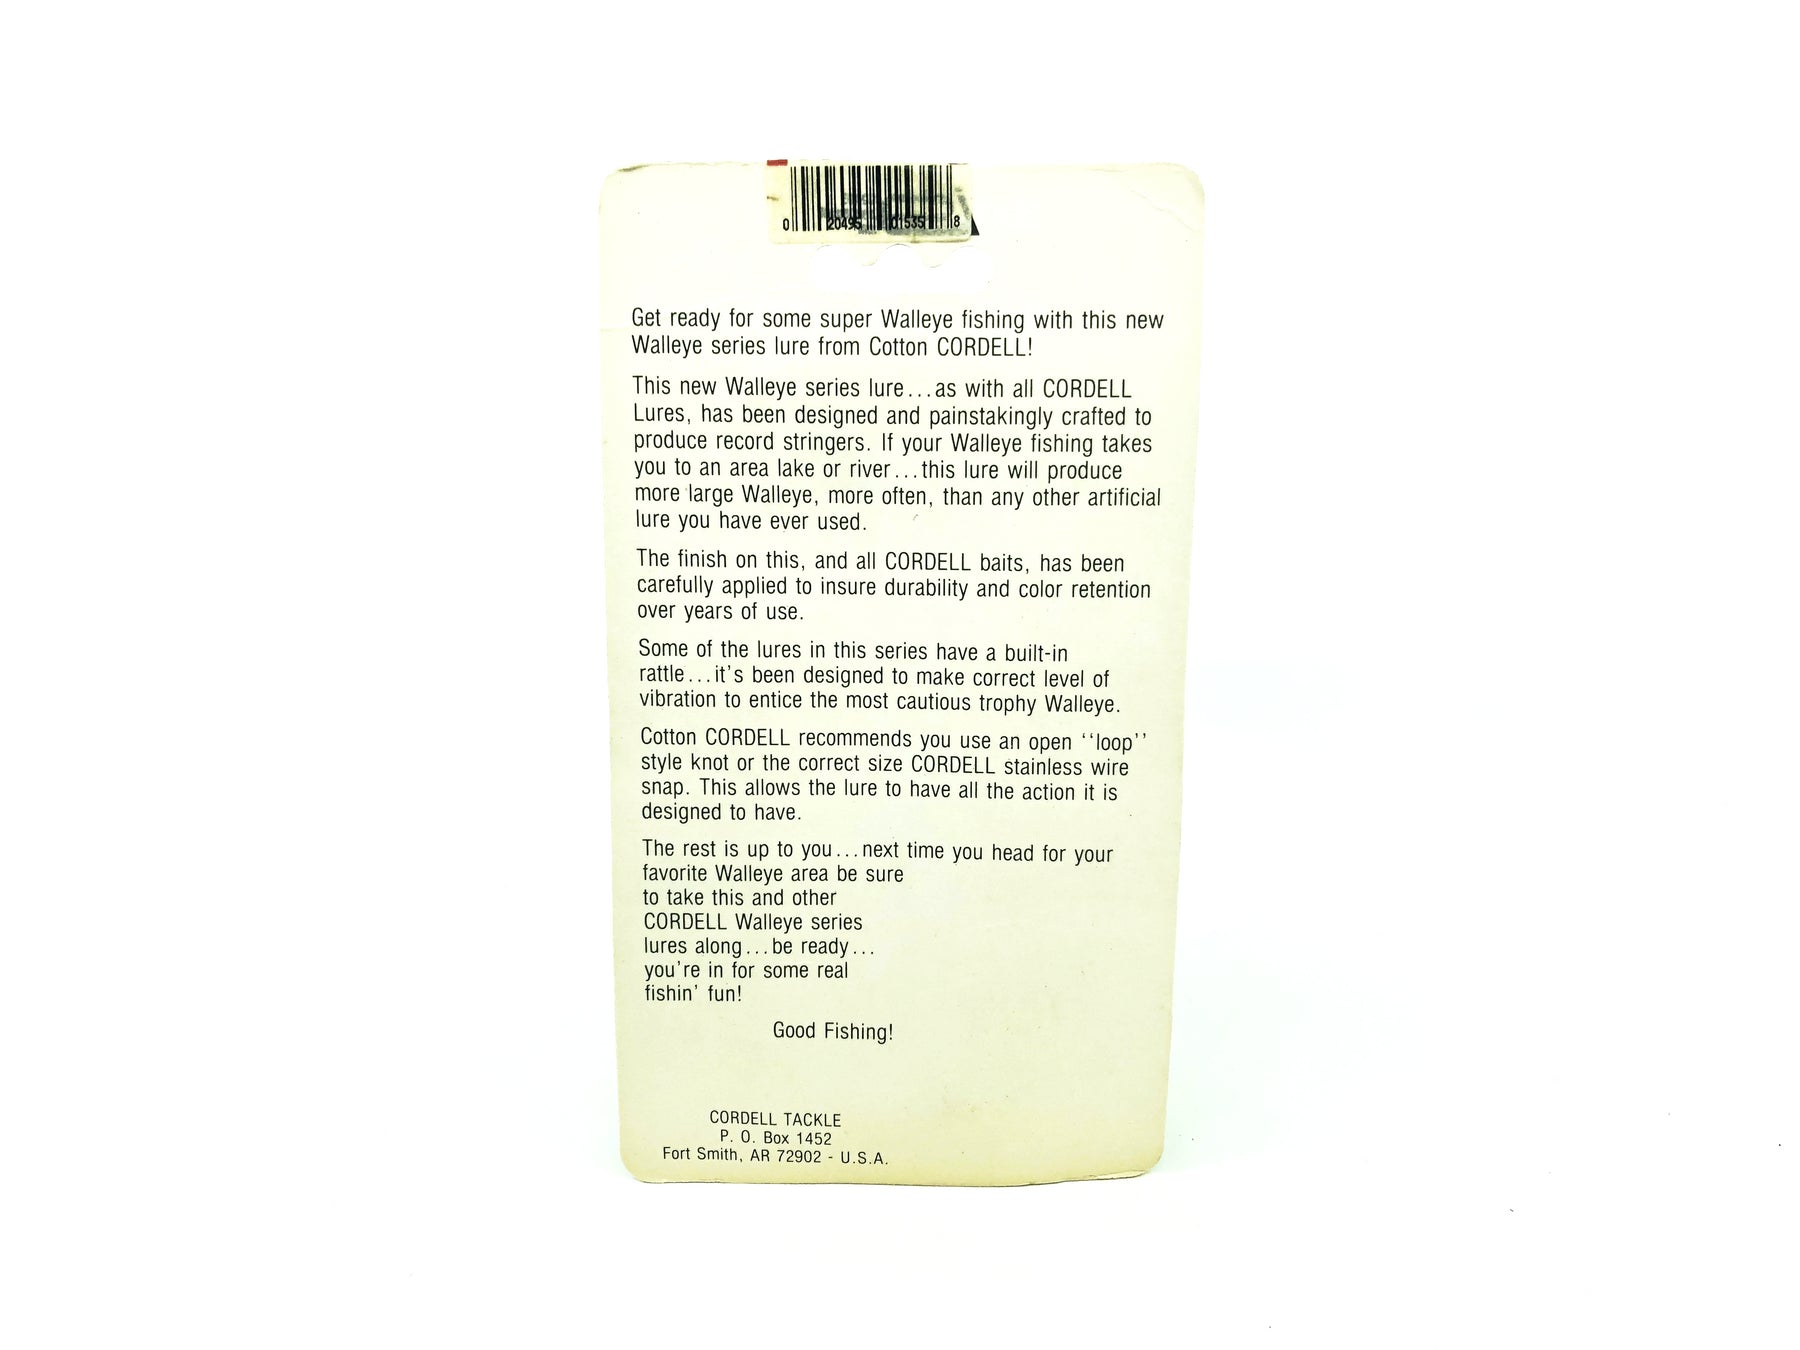 0 20495 01535 8
Get ready for some super Walleye fishing with this new
Walleye series lure from Cotton CORDELL!
This new Walleye series lure...as with all CORDELL
Lures, has been designed and painstakingly crafted to
produce record stringers. If your Walleye fishing takes
you to an area lake or river...this lure will produce
more large Walleye, more often, than any other artificial
lure you have ever used.
The finish on this, and all CORDELL baits, has been
carefully applied to insure durability and color retention
over years of use.
Some of the lures in this series have a built-in
rattle...it's been designed to make correct level of
vibration to entice the most cautious trophy Walleye.
Cotton CORDELL recommends you use an open ‘‘loop’’
style knot or the correct size CORDELL stainless wire
snap. This allows the lure to have all the action it is
designed to have.
The rest is up to you...next time you head for your
favorite Walleye area be sure
to take this and other
CORDELL Walleye series
lures along...be ready...
you're in for some real
fishin' fun!
Good Fishing!
CORDELL TACKLE
P. O. Box 1452
Fort Smith, AR 72902 - U.S.A.